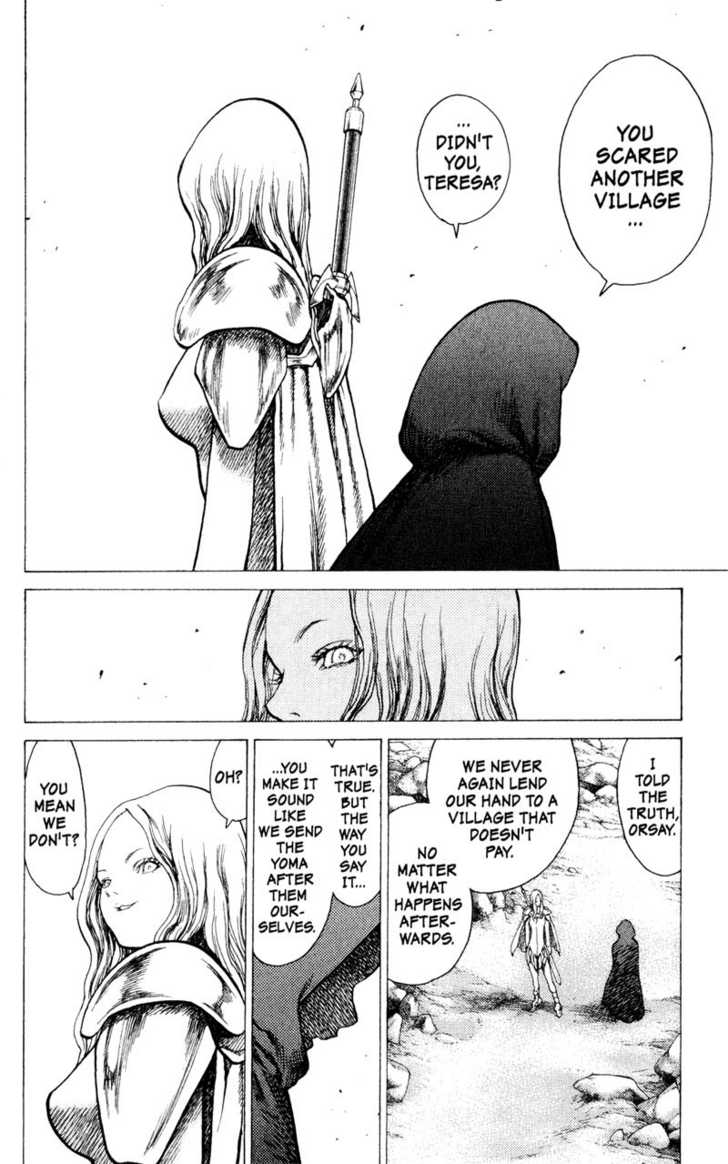 YOU
SCARED
ANOTHER
VILLAGE
...
...
DIDN'T
YOU,
TERESA?
I
TOLD
THE
TRUTH,
ORSAY.
WE NEVER
AGAIN LEND
OUR HAND TO A
VILLAGE THAT
DOESN'T
PAY.
NO
MATTER
WHAT
HAPPENS
AFTER-
WARDS.
THAT'S
TRUE.
BUT
THE
WAY
YOU
SAY
IT...
...YOU
MAKE IT
SOUND
LIKE
WE SEND
THE
YOMA
AFTER
THEM
OUR-
SELVES.
OH?
YOU
MEAN
WE
DON'T?